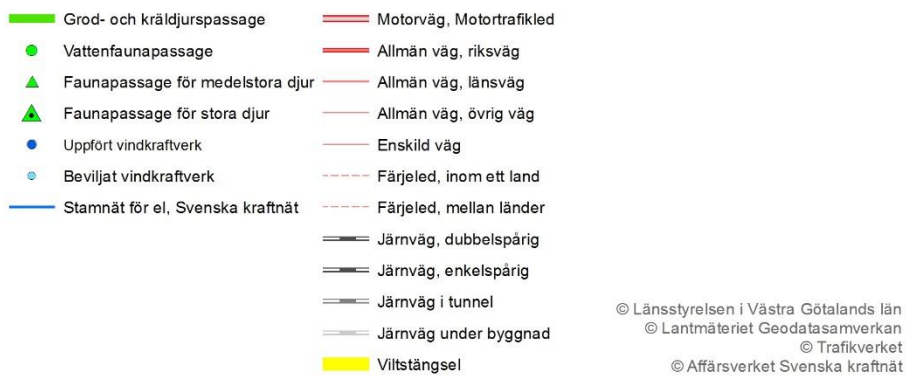 Grod- och kräldjurspassage
Vattenfaunapassage
Faunapassage för medelstora djur
Faunapassage för stora djur
Uppfört vindkraftverk
Beviljat vindkraftverk
Stamnät för el, Svenska kraftnät
Motorväg, Motortrafikled
Allmän väg, riksväg
Allmän väg, länsväg
Allmän väg, övrig väg
Enskild väg
Färjeled, inom ett land
Färjeled, mellan länder
Järnväg, dubbelspårig
Järnväg, enkelspårig
Järnväg i tunnel
Järnväg under byggnad
Viltstängsel
© Länsstyrelsen i Västra Götalands län
© Lantmäteriet Geodatasamverkan
© Trafikverket
© Affärsverket Svenska kraftnät